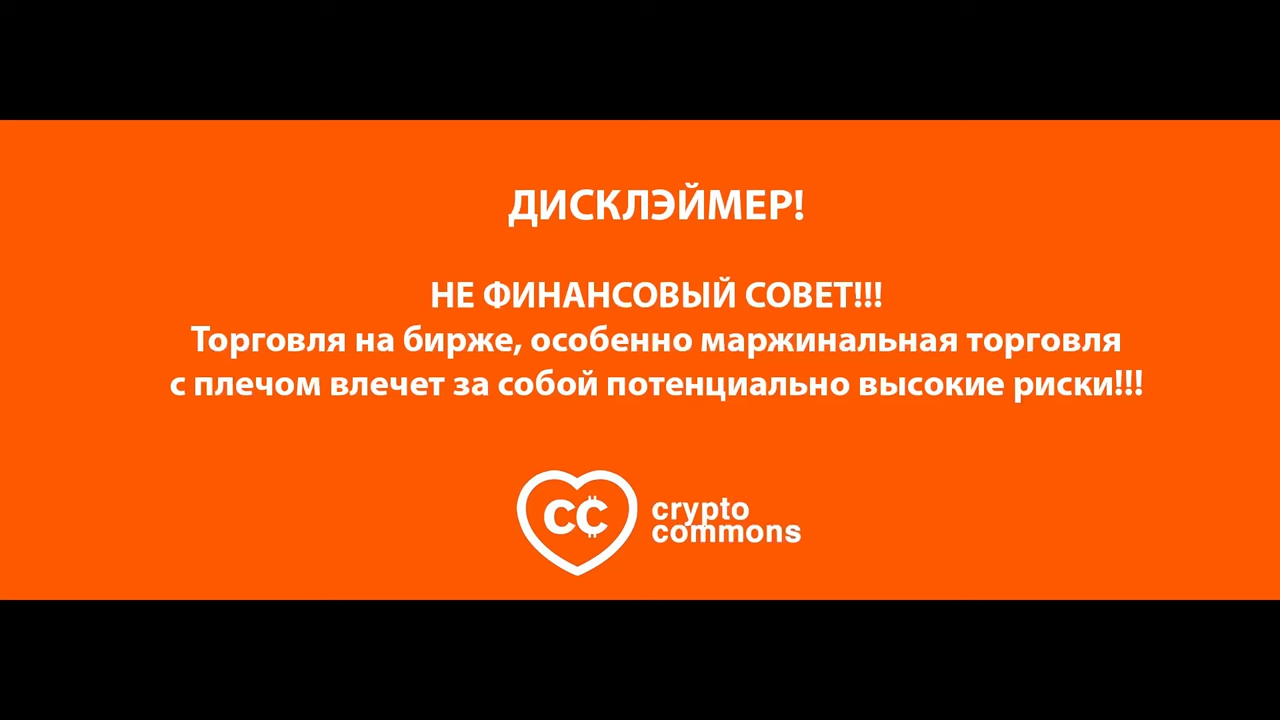 ДИСКЛЭЙМЕР!
НЕ ФИНАНСОВЫЙ СОВЕТ!!!
Торговля на бирже, особенно маржинальная торговля
с плечом влечет за собой потенциально высокие риски!!!
C₵
crypto
commons